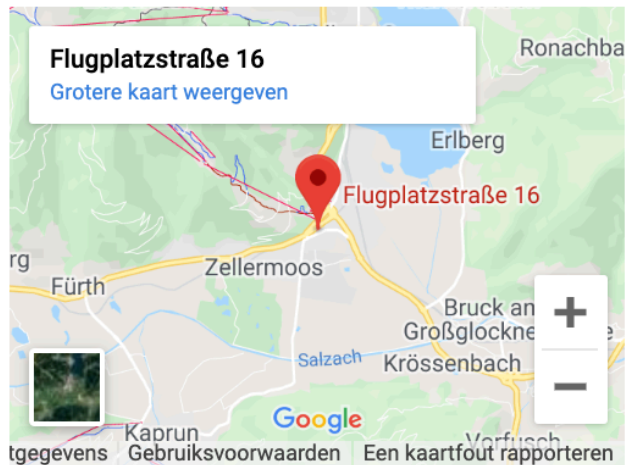 Flugplatzstraße 16
Grotere kaart weergeven
Ronachba
Erlberg
Flugplatzstraße 16
rg
Zellermoos
Fürth
Bruck an
Großglockne
e
Salzach
Krössenbach
Google
Kaprun
Vorfusch
tgegevens Gebruiksvoorwaarden Een kaartfout rapporteren